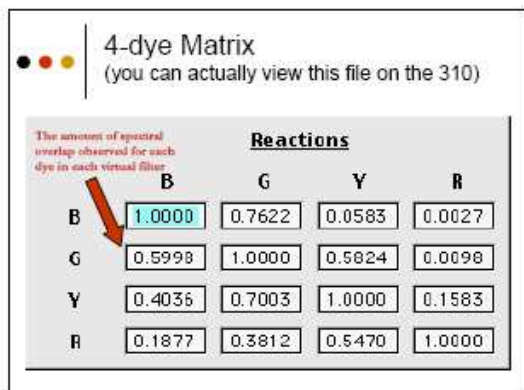 4-dye Matrix
(you can actually view this file on the 310)
The amount of spectral
overlap observed for each
dye in each virtual filter
Reactions
B G Y R
B 1.0000 0.7622 0.0583 0.0027
G 0.5998 1.0000 0.5824 0.0098
Y 0.4036 0.7003 1.0000 0.1583
R 0.1877 0.3812 0.5470 1.0000